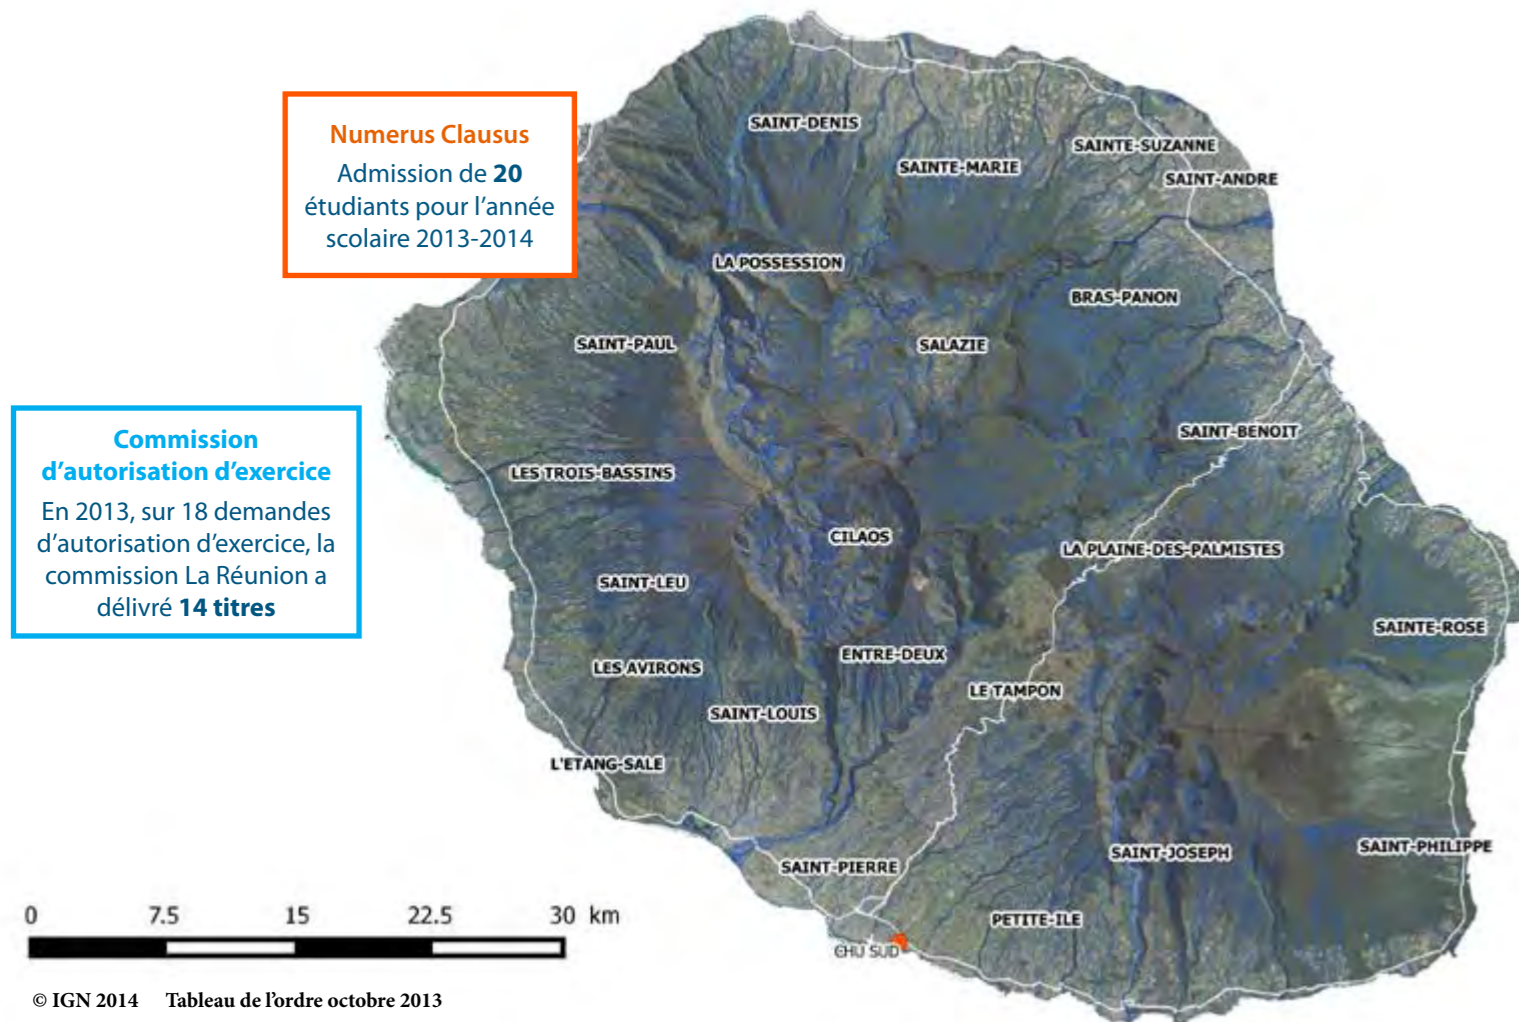 Numerus Clausus
Admission de 20
étudiants pour l'année
scolaire 2013-2014
Commission
d'autorisation d'exercice
En 2013, sur 18 demandes
d'autorisation d'exercice, la
commission La Réunion a
délivré 14 titres
SAINT-DENIS
SAINTE-MARIE
SAINTE-SUZANNE
SAINT-ANDRE
LA POSSESSION
BRAS-PANON
SAINT-PAUL
SALAZIE
SAINT-BENOIT
LES TROIS-BASSINS
CILAOS
LA PLAINE-DES-PALMISTES
SAINT-LEU
SAINTE-ROSE
ENTRE-DEUX
LES AVIRONS
LE TAMPON
SAINT-LOUIS
L'ETANG-SALE
SAINT-PHILIPPE
SAINT-JOSEPH
SAINT-PIERRE
PETITE-ILE
CHU SUD
0 7.5 15 22.5 30 km
© IGN 2014 Tableau de l'ordre octobre 2013